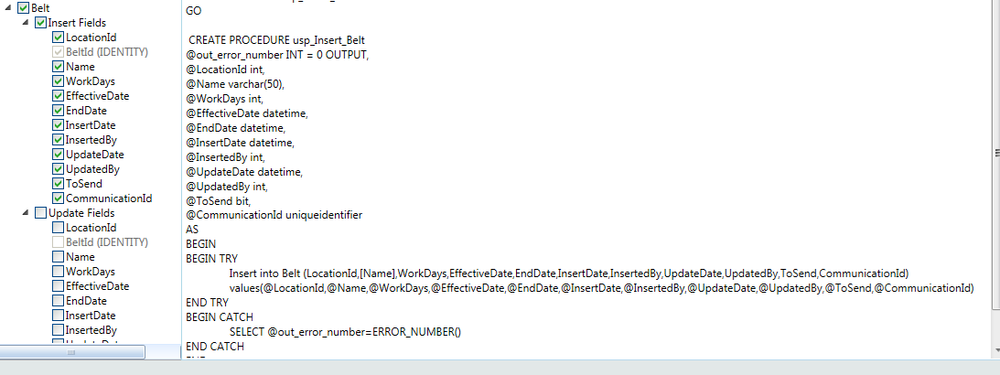 Belt
Insert Fields
LocationId
BeltId (IDENTITY)
Name
WorkDays
EffectiveDate
EndDate
InsertDate
InsertedBy
UpdateDate
UpdatedBy
ToSend
CommunicationId
Update Fields
LocationId
BeltId (IDENTITY)
Name
WorkDays
EffectiveDate
EndDate
InsertDate
InsertedBy
GO
CREATE PROCEDURE usp_Insert_Belt
@out_error_number INT = 0 OUTPUT,
@LocationId int,
@Name varchar(50),
@WorkDays int,
@EffectiveDate datetime,
@EndDate datetime,
@InsertDate datetime,
@InsertedBy int,
@UpdateDate datetime,
@UpdatedBy int,
@ToSend bit,
@CommunicationId uniqueidentifier
AS
BEGIN
BEGIN TRY
Insert into Belt (LocationId,[Name],WorkDays,EffectiveDate,EndDate,InsertDate,InsertedBy,UpdateDate,UpdatedBy,ToSend,CommunicationId)
values(@LocationId,@Name,@WorkDays,@EffectiveDate,@EndDate,@InsertDate,@InsertedBy,@UpdateDate,@UpdatedBy,@ToSend,@CommunicationId)
END TRY
BEGIN CATCH
SELECT @out_error_number=ERROR_NUMBER()
END CATCH